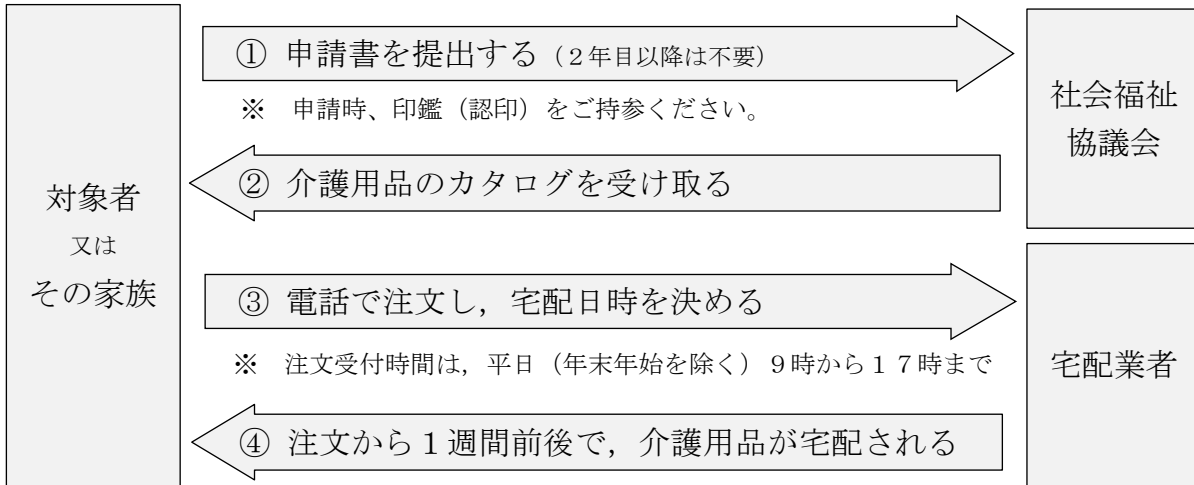 対象者
又は
その家族
① 申請書を提出する（２年目以降は不要）
※　申請時、印鑑（認印）をご持参ください。
② 介護用品のカタログを受け取る
社会福祉
協議会
③ 電話で注文し，宅配日時を決める
※　注文受付時間は，平日（年末年始を除く）９時から１７時まで
④ 注文から１週間前後で，介護用品が宅配される
宅配業者